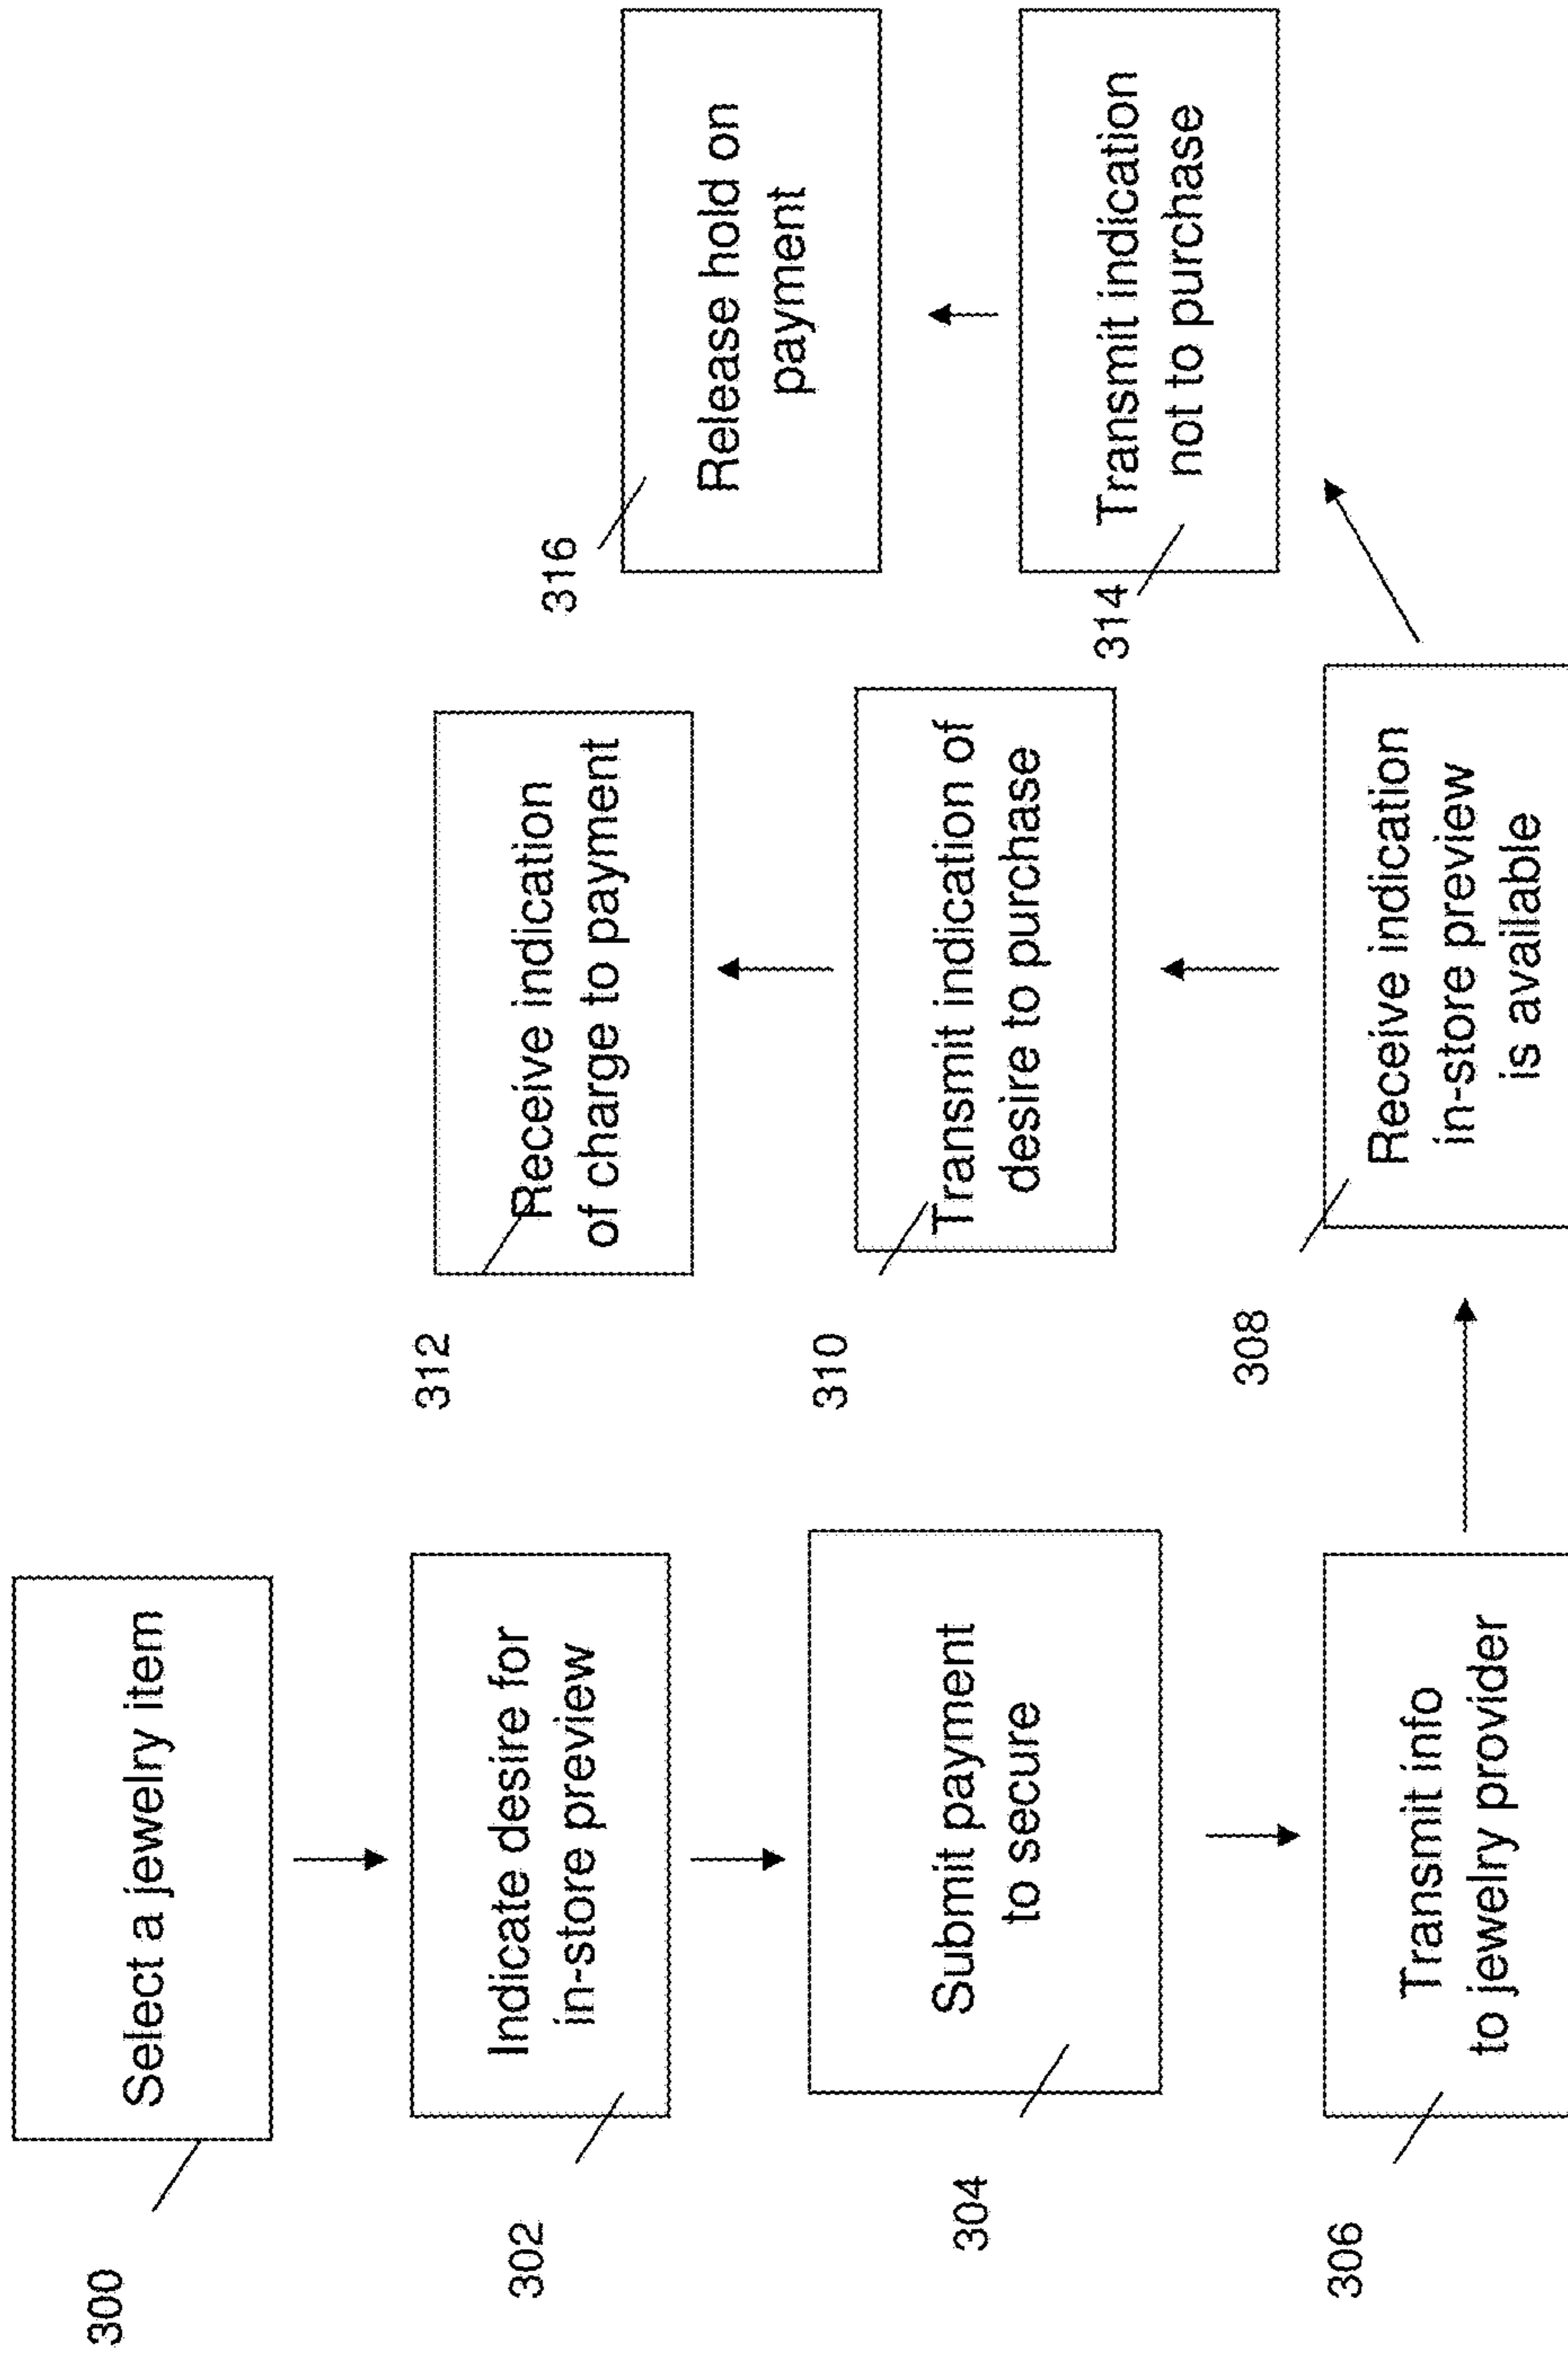 300
Select a jewelry item
302
Indicate desire for
in-store preview
304
Submit payment
to secure
306
Transmit info
to jewelry provider
308
Receive indication
in-store preview
is available
310
Transmit indication of
desire to purchase
312
Receive indication
of charge to payment
314
Transmit indication
not to purchase
316
Release hold on
payment